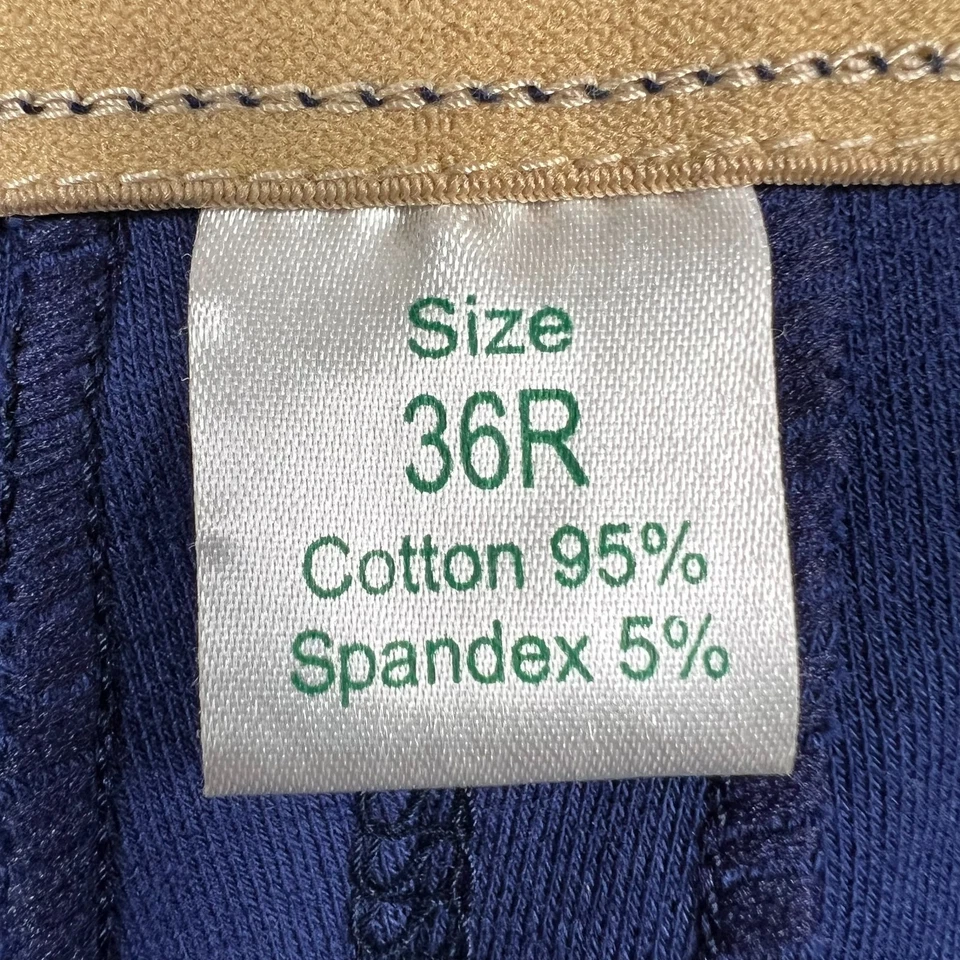 Size
36R
Cotton 95%
Spandex 5%